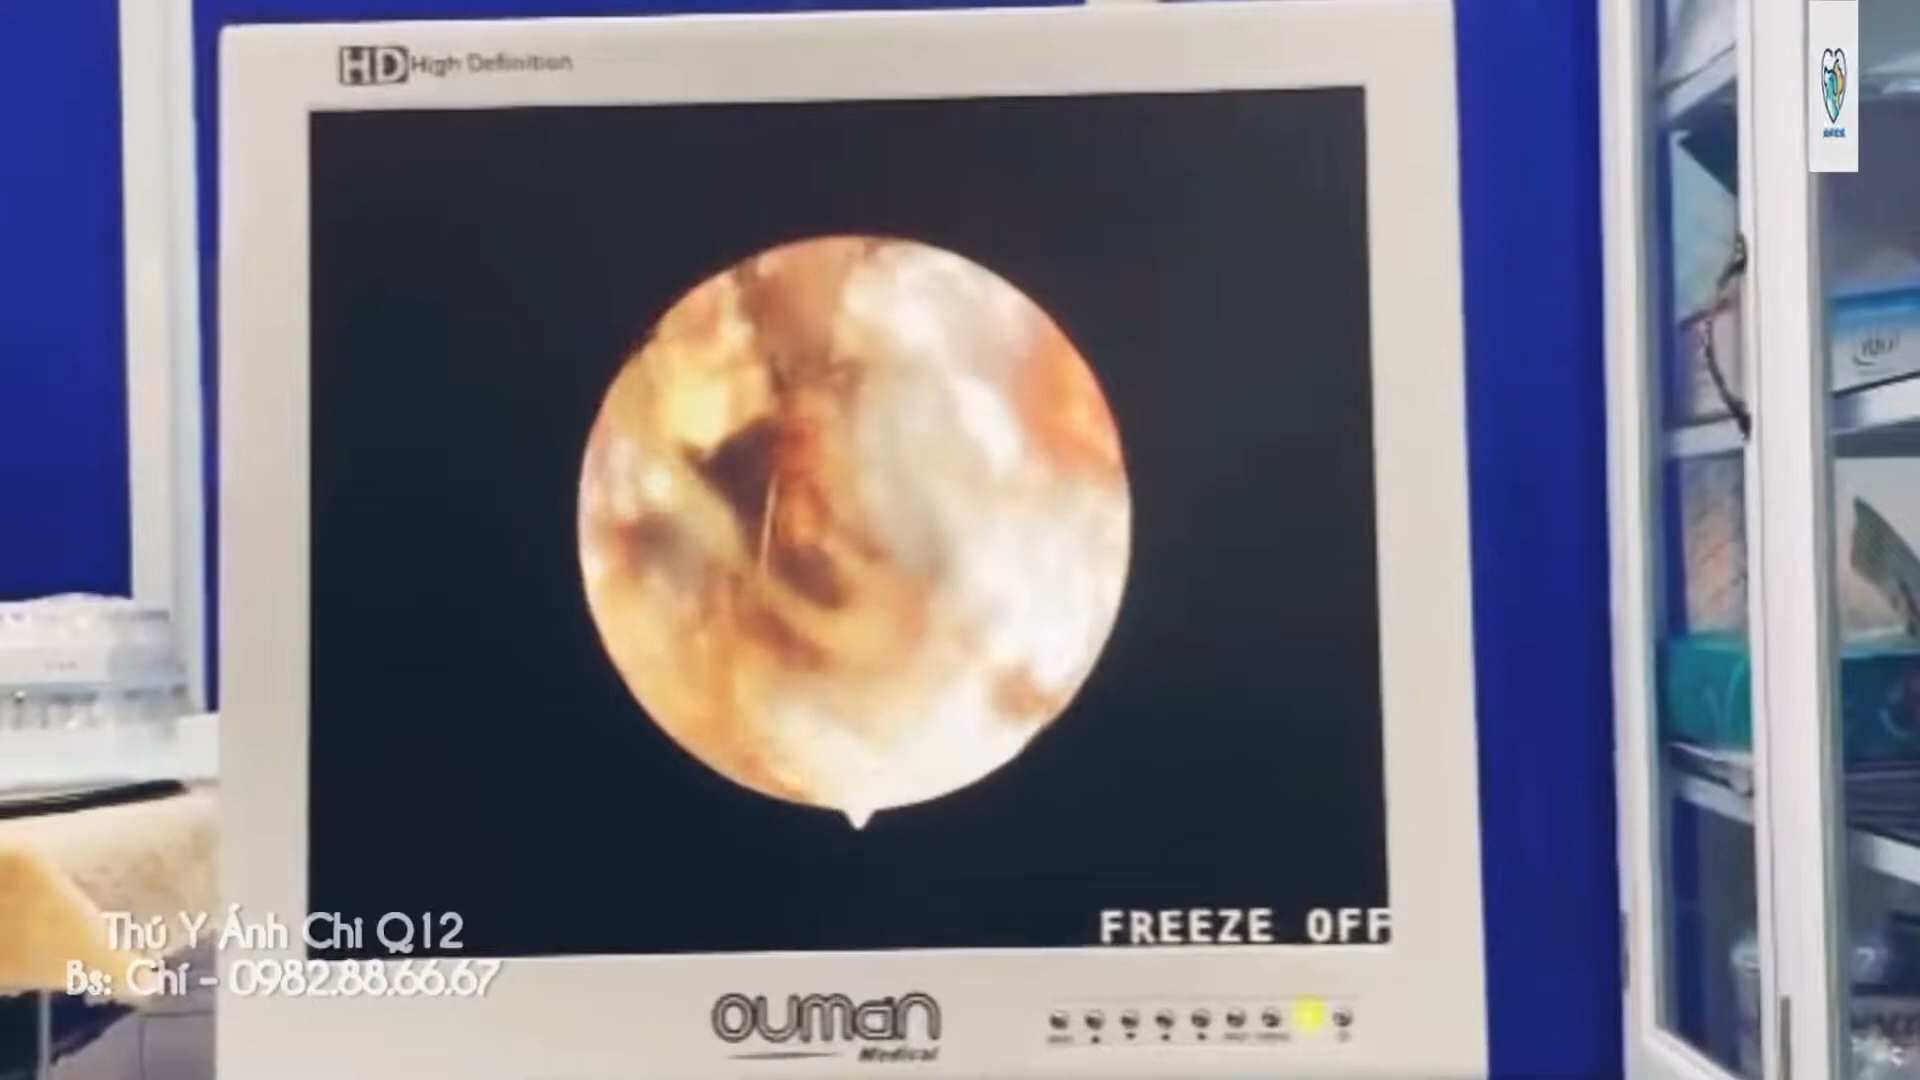 HD High Definition
FREEZE OFF
Thú Y Ánh Chi Q12
Bs: Chí - 0982.88.66.67
ouman
Medical